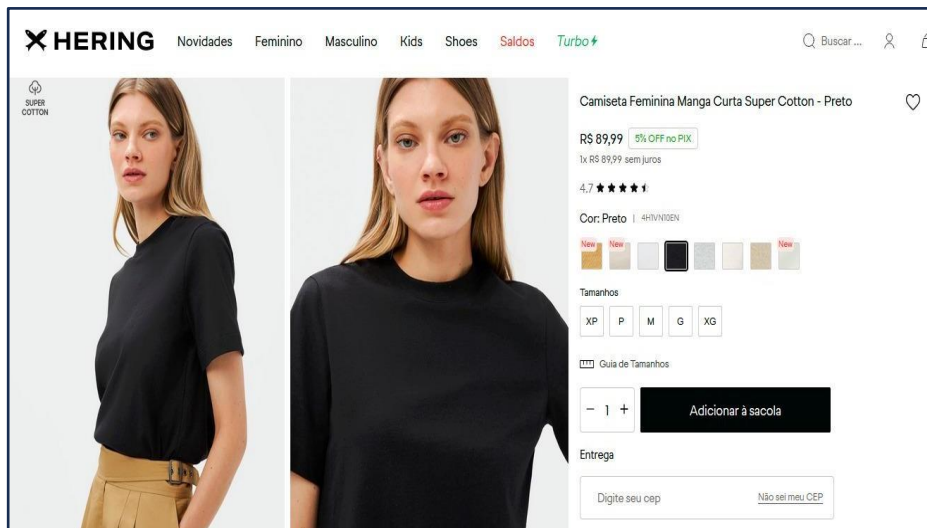 HERING Novidades Feminino Masculino Kids Shoes Saldos Turbo Buscar ...
SUPER
COTTON
Camiseta Feminina Manga Curta Super Cotton - Preto
R$ 89,99 5% OFF no PIX
1x R$ 89,99 sem juros
4.7
Cor: Preto | 4H1VN10EN
New New New
Tamanhos
XP P M G XG
Guia de Tamanhos
- 1 + Adicionar à sacola
Entrega
Digite seu cep Não sei meu CEP